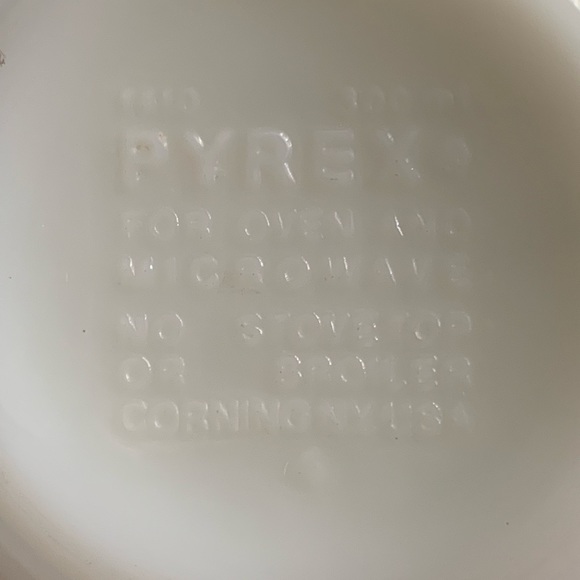 PYREX®
FOR OVEN AND
MICROWAVE
NO STOVETOP
OR BROILER
CORNING NY USA